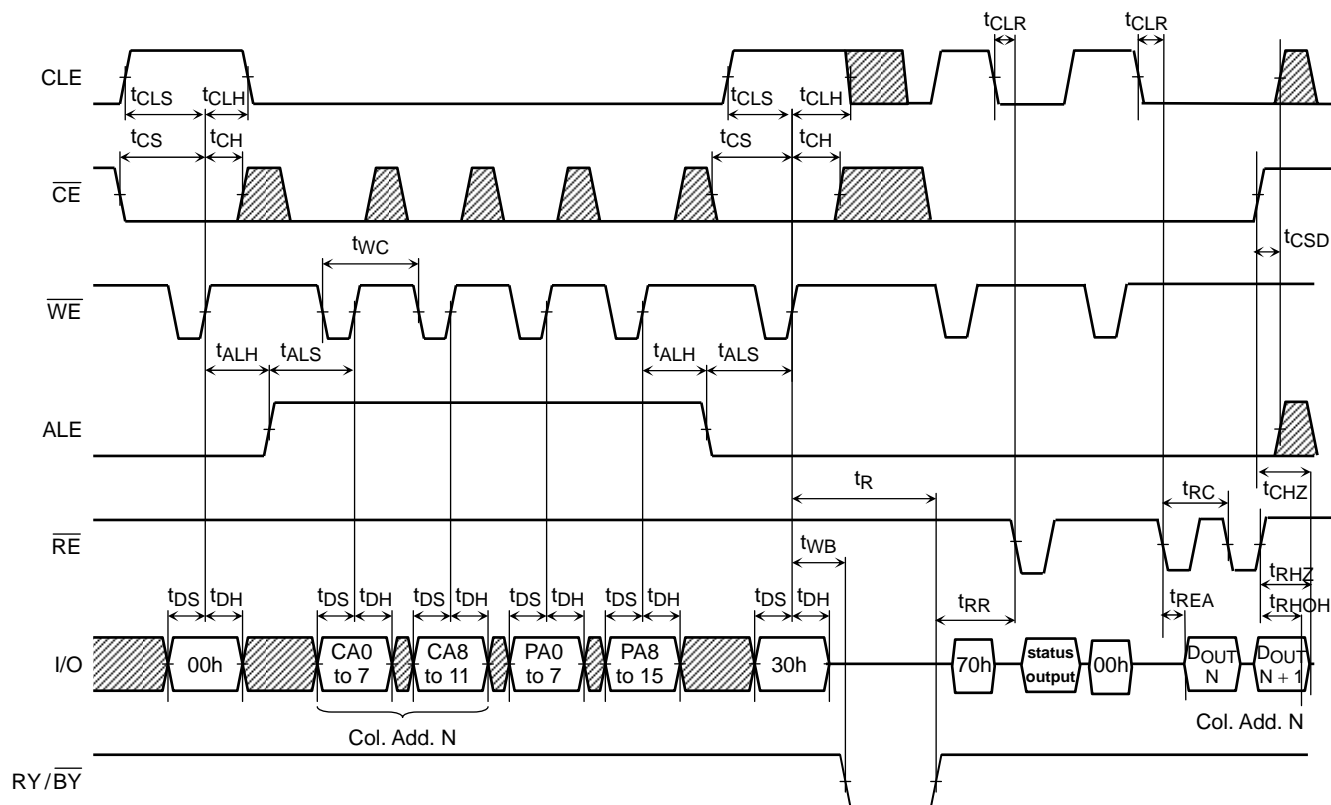 tCLR tCLR
CLE
tCLS tCLH tCLS tCLH
tCS tCH tCS tCH
CE
tWC tCSD
WE
tALH tALS tALH tALS
ALE
tR tRC tCHZ
RE
tWB tRHZ
tDS tDH tDS tDH tDS tDH tDS tDH tDS tDH tDS tDH tRR tREA tRHOH
I/O
00h
CA0 to 7
CA8 to 11
PA0 to 7
PA8 to 15
30h
70h
status output
00h
DOUT N
DOUT N + 1
Col. Add. N
Col. Add. N
RY/BY